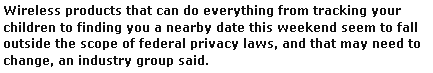 Wireless products that can do everything from tracking your
children to finding you a nearby date this weekend seem to fall
outside the scope of federal privacy laws, and that may need to
change, an industry group said.